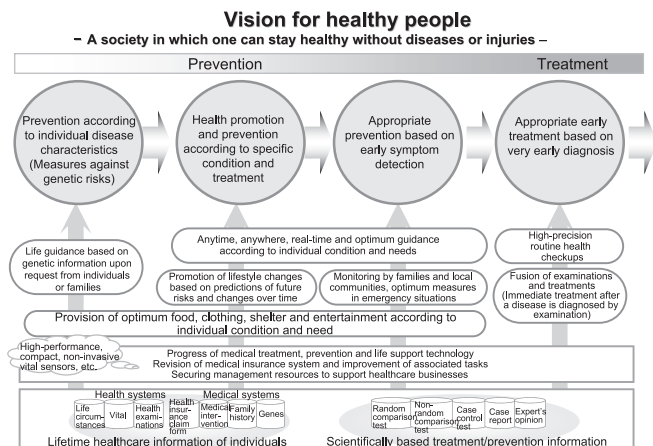 Vision for healthy people
– A society in which one can stay healthy without diseases or injuries –
Prevention
Treatment
Prevention according
to individual disease
characteristics
(Measures against
genetic risks)
Health promotion
and prevention
according to specific
condition and
treatment
Appropriate
prevention based on
early symptom
detection
Appropriate early
treatment based on
very early diagnosis
Life guidance based on
genetic information upon
request from individuals
or families
Anytime, anywhere, real-time and optimum guidance
according to individual condition and needs
High-precision
routine health
checkups
Promotion of lifestyle changes
based on predictions of future
risks and changes over time
Monitoring by families and local
communities, optimum measures
in emergency situations
Fusion of examinations
and treatments
(Immediate treatment after
a disease is diagnosed by
examination)
Provision of optimum food, clothing, shelter and entertainment according to
individual condition and need
High-performance,
compact, non-invasive
vital sensors, etc.
Progress of medical treatment, prevention and life support technology
Revision of medical insurance system and improvement of associated tasks
Securing management resources to support healthcare businesses
Health systems
Medical systems
Life
circum-
stances
Vital
Health
exami-
nations
Health
insur-
ance
claim
form
Medical
inter-
vention
Family
history
Genes
Lifetime healthcare information of individuals
Random
comparison
test
Non-
random
comparison
test
Case
control
test
Case
report
Expert's
opinion
Scientifically based treatment/prevention information